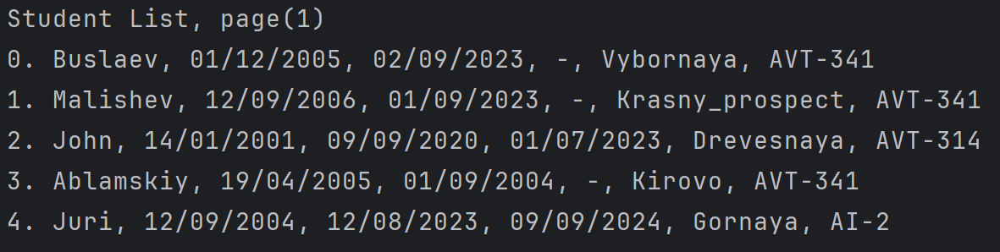 Student List, page(1)
0. Buslaev, 01/12/2005, 02/09/2023, -, Vybornaya, AVT-341
1. Malishev, 12/09/2006, 01/09/2023, -, Krasny_prospect, AVT-341
2. John, 14/01/2001, 09/09/2020, 01/07/2023, Drevesnaya, AVT-314
3. Ablamskiy, 19/04/2005, 01/09/2004, -, Kirovo, AVT-341
4. Juri, 12/09/2004, 12/08/2023, 09/09/2024, Gornaya, AI-2